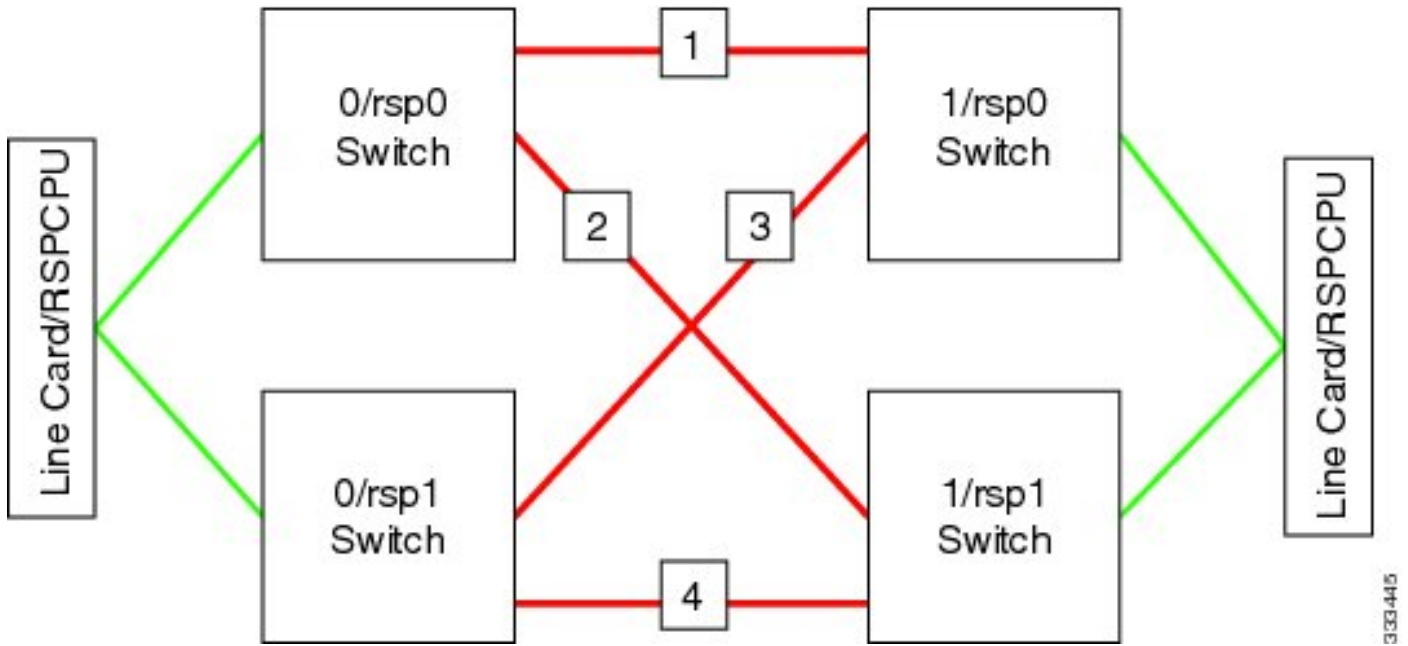 1
0/rsp0
Switch
1/rsp0
Switch
Line Card/RSPCPU
2
3
Line Card/RSPCPU
0/rsp1
Switch
1/rsp1
Switch
4
333445